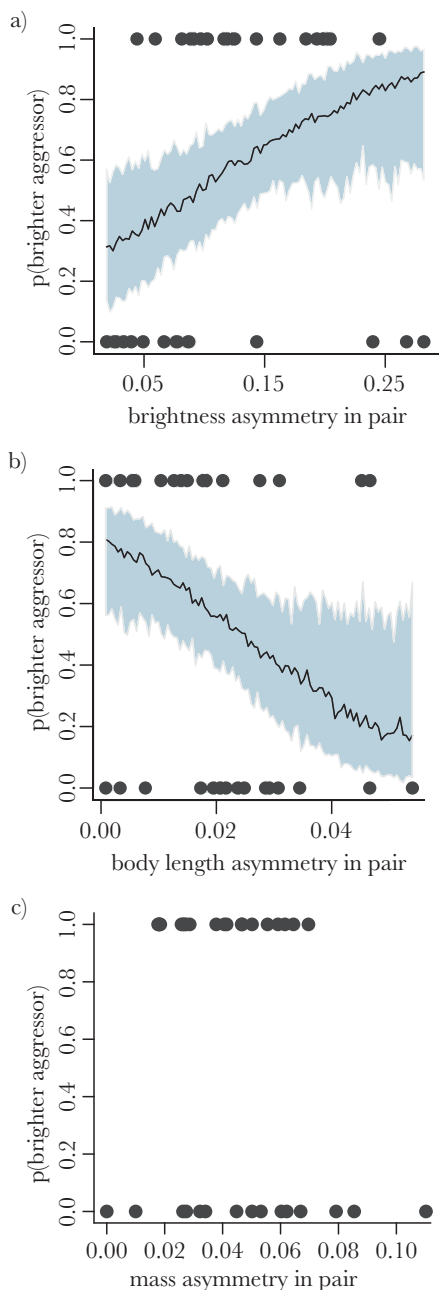 a)
p(brighter aggressor)
0.0 0.2 0.4 0.6 0.8 1.0
0.05 0.15 0.25
brightness asymmetry in pair
b)
p(brighter aggressor)
0.0 0.2 0.4 0.6 0.8 1.0
0.00 0.02 0.04
body length asymmetry in pair
c)
p(brighter aggressor)
0.0 0.2 0.4 0.6 0.8 1.0
0.00 0.02 0.04 0.06 0.08 0.10
mass asymmetry in pair